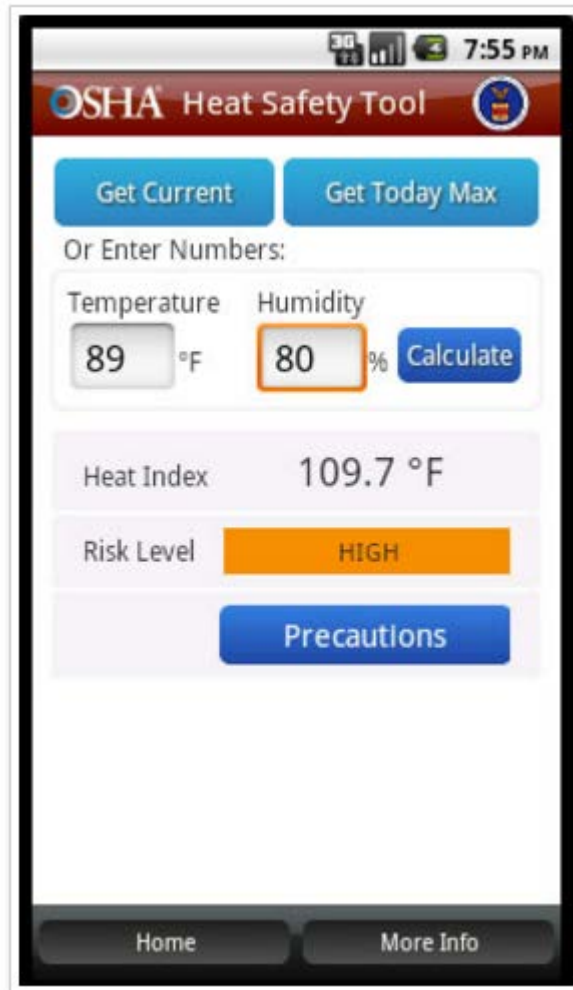 7:55 PM
OSHA Heat Safety Tool
Get Current Get Today Max
Or Enter Numbers:
Temperature Humidity
89 °F 80 % Calculate
Heat Index 109.7 °F
Risk Level HIGH
Precautions
Home More Info